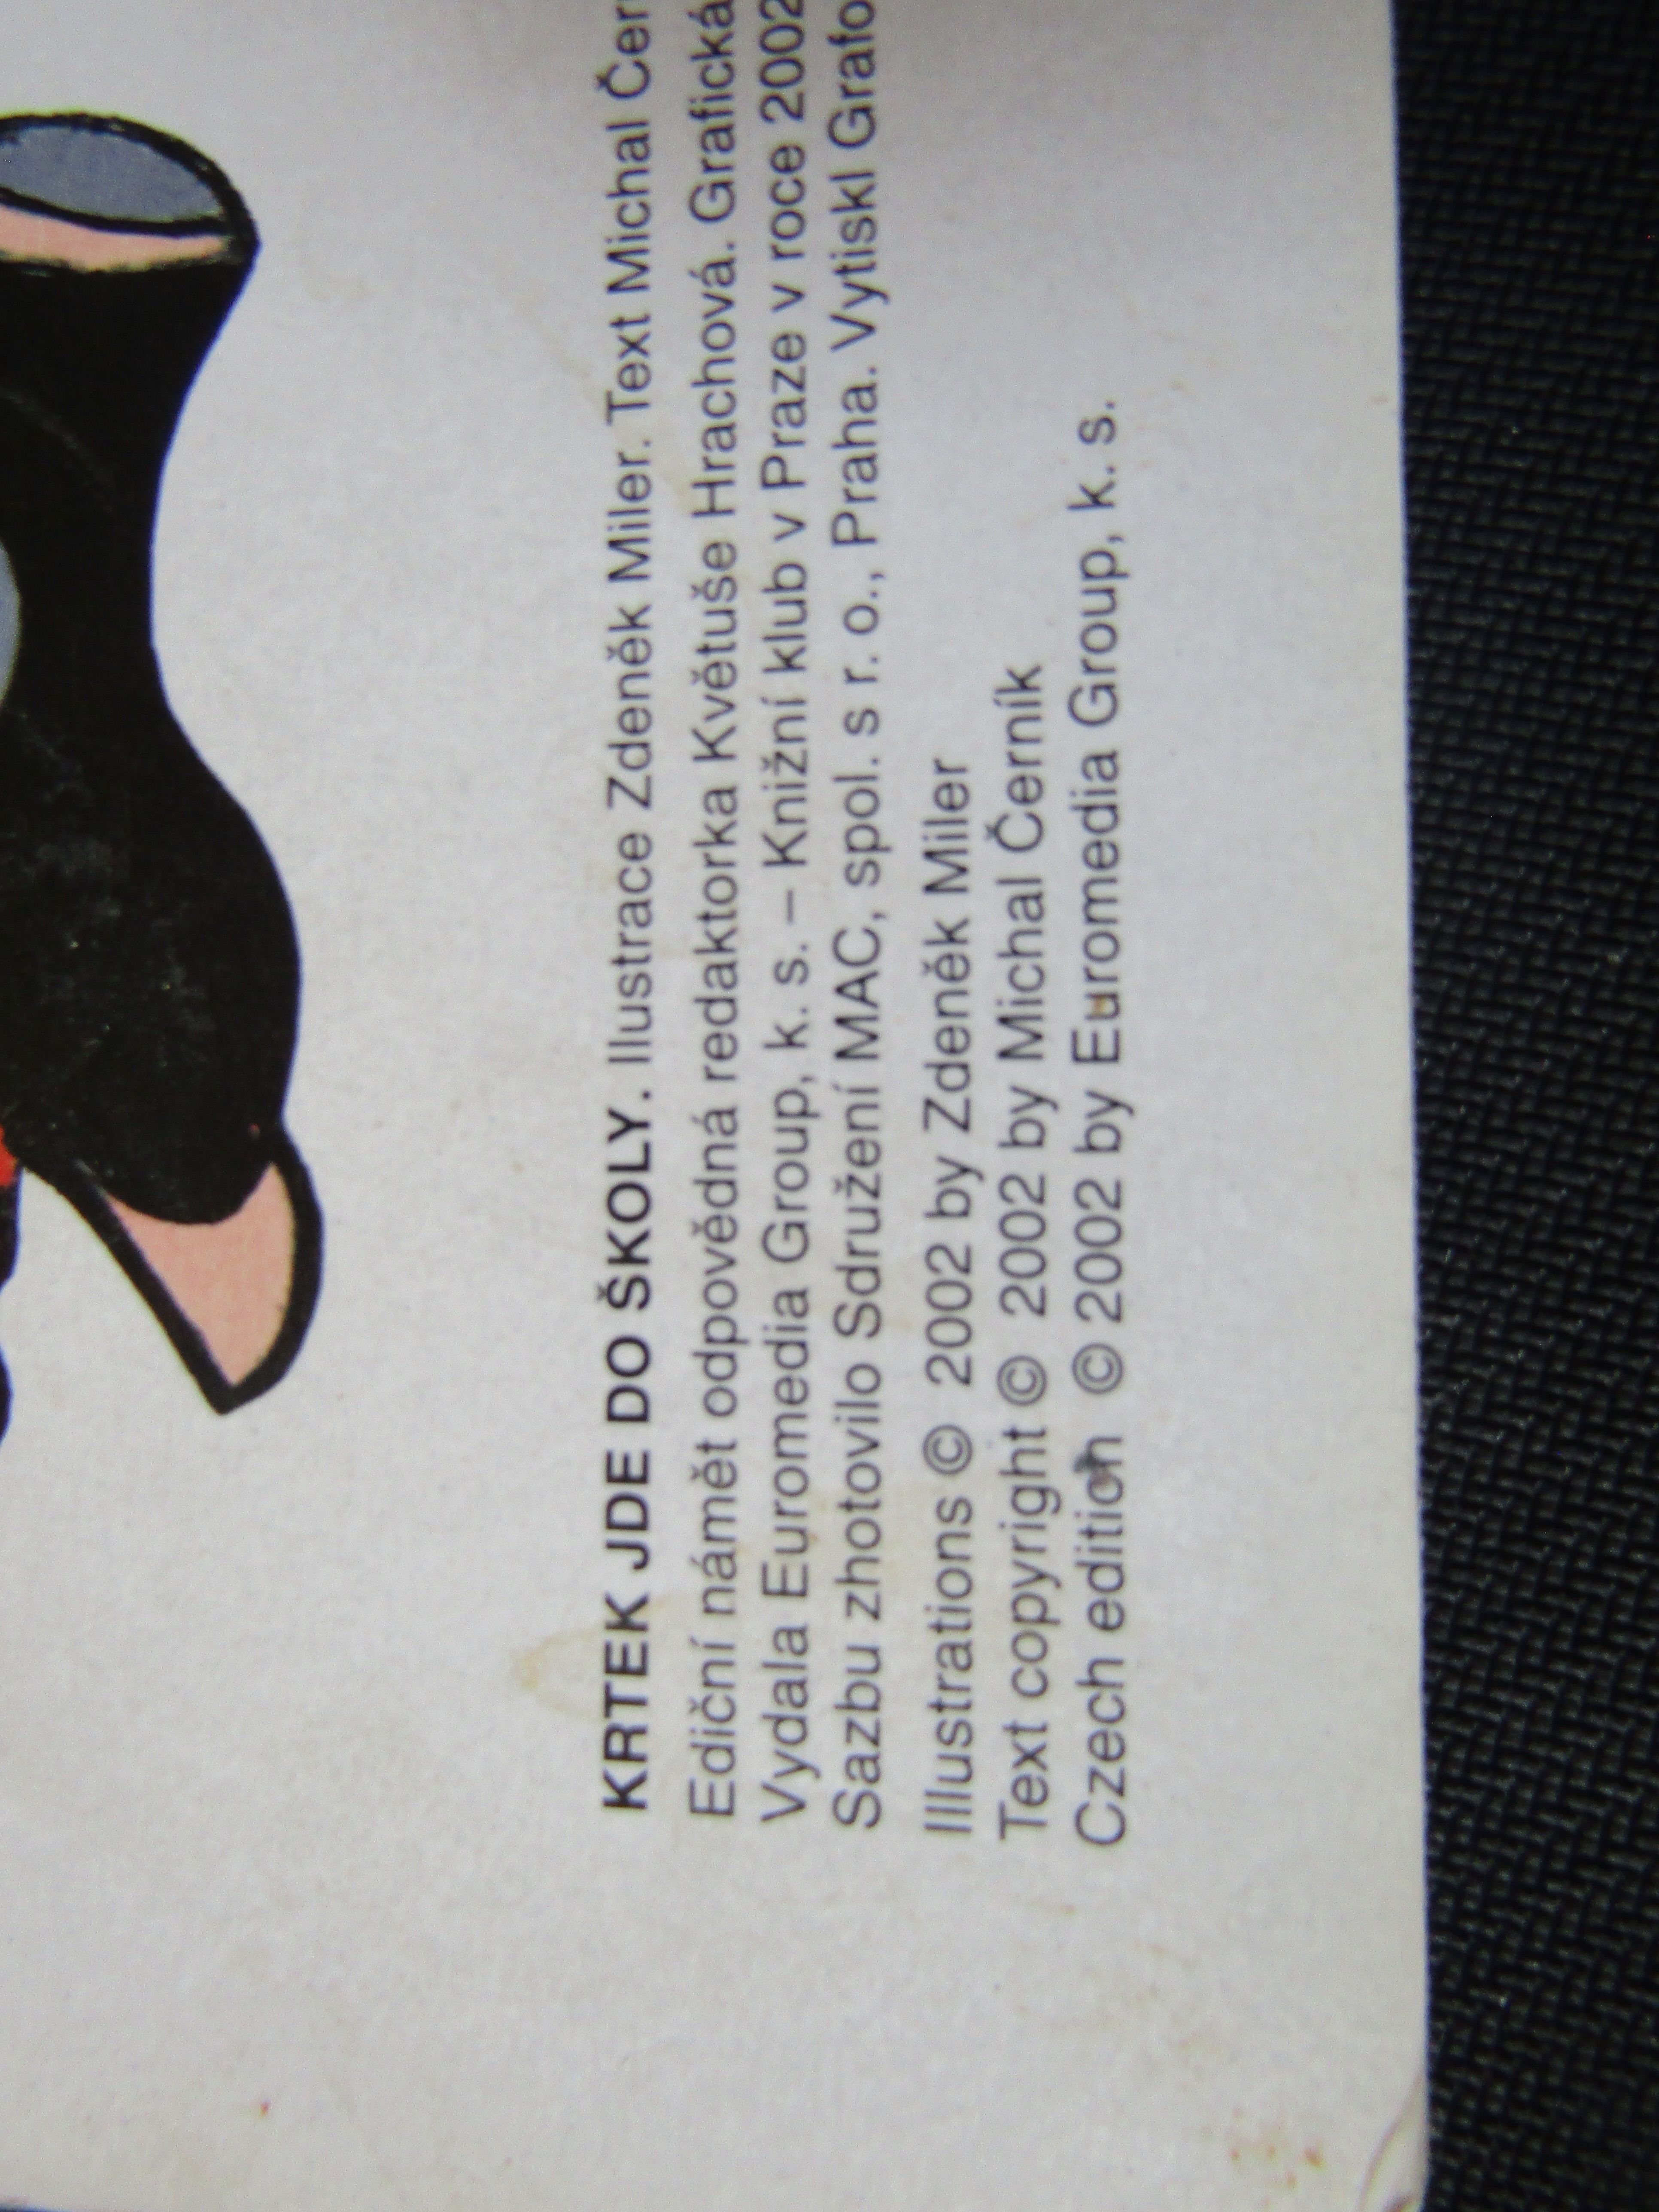 KRTEK JDE DO ŠKOLY. Ilustrace Zdeněk Miler. Text Michal
Ediční námět odpovědná redaktorka Květuše Hrachová. Grafická
Vydala Euromedia Group, k. s. – Knižní klub v Praze v roce 2002
Sazbu zhotovilo Sdružení MAC, spol. s r. o., Praha. Vytiskl
Illustrations © 2002 by Zdeněk Miler
Text copyright © 2002 by Michal Černík
Czech edition © 2002 by Euromedia Group, k. s.